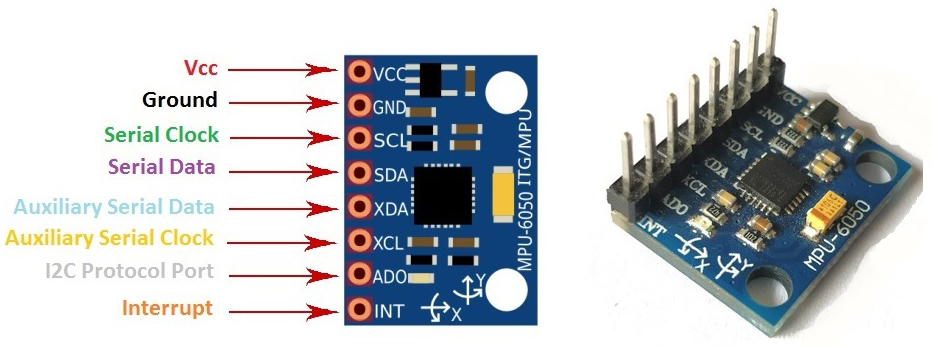 Vcc
Ground
Serial Clock
Serial Data
Auxiliary Serial Data
Auxiliary Serial Clock
I2C Protocol Port
Interrupt
VCC
GND
SCL
SDA
XDA
XCL
ADO
INT
MPU-6050 ITG/MPU
Y
X
VCC
GND
SCL
SDA
XDA
XCL
ADO
INT
X
Y
MPU-6050